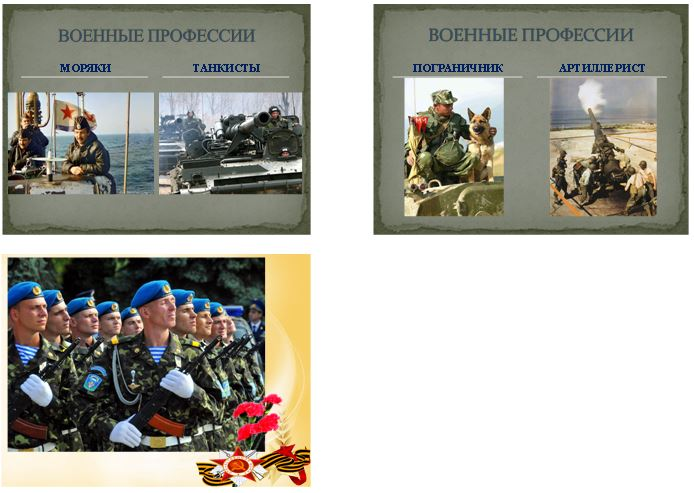 ВОЕННЫЕ ПРОФЕССИИ
МОРЯКИ ТАНКИСТЫ
ВОЕННЫЕ ПРОФЕССИИ
ПОГРАНИЧНИК АРТИЛЛЕРИСТ